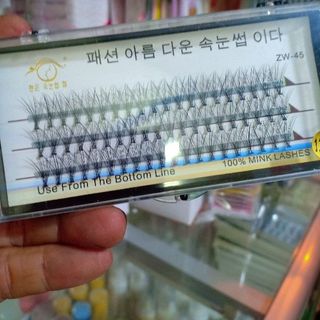 패션 아름 다운 속눈썹 이다
ZW-45
Use From The Bottom Line
100% MINK LASHES